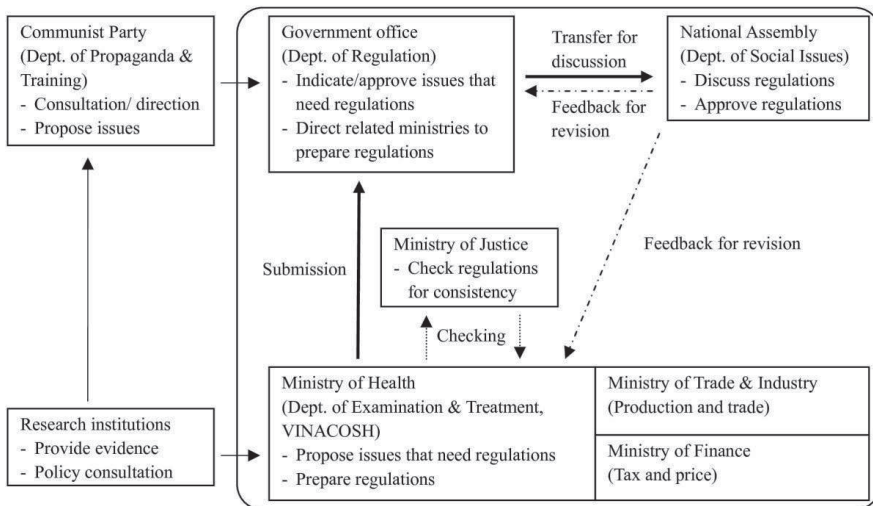 Communist Party
(Dept. of Propaganda &
Training)
- Consultation/ direction
- Propose issues
Government office
(Dept. of Regulation)
- Indicate/approve issues that
need regulations
- Direct related ministries to
prepare regulations
Transfer for
discussion
Feedback for
revision
National Assembly
(Dept. of Social Issues)
- Discuss regulations
- Approve regulations
Submission
Ministry of Justice
- Check regulations
for consistency
Checking
Feedback for revision
Research institutions
- Provide evidence
- Policy consultation
Ministry of Health
(Dept. of Examination & Treatment,
VINACOSH)
- Propose issues that need regulations
- Prepare regulations
Ministry of Trade & Industry
(Production and trade)
Ministry of Finance
(Tax and price)